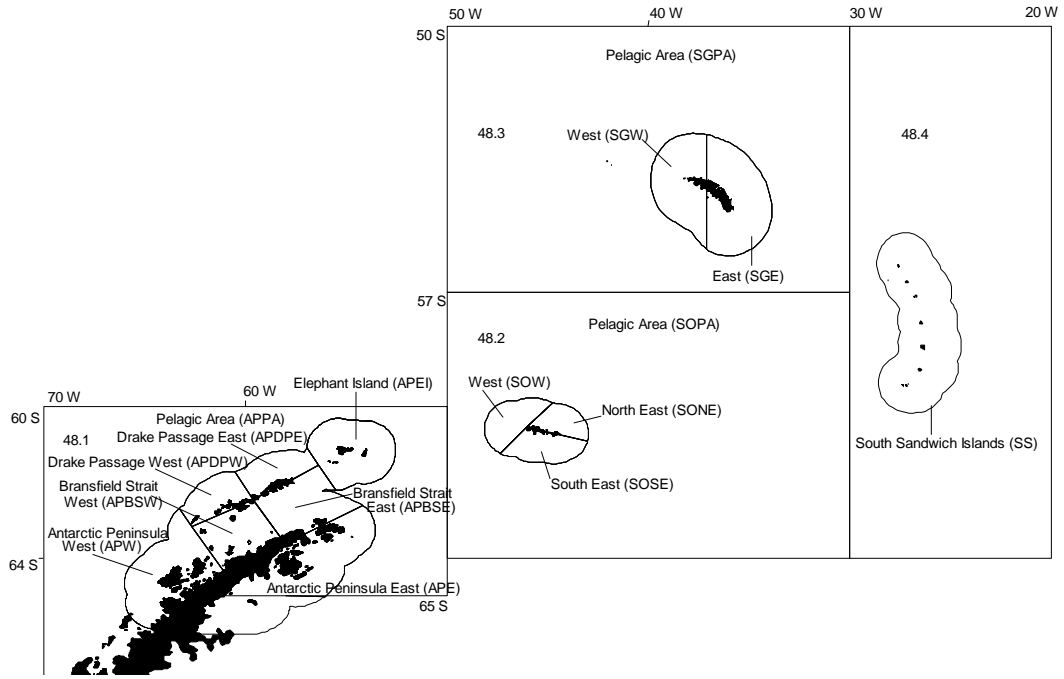 50 W
40 W
30 W
20 W
50 S
Pelagic Area (SGPA)
48.3
West (SGW)
48.4
East (SGE)
57 S
Pelagic Area (SOPA)
48.2
West (SOW)
North East (SONE)
South East (SOSE)
South Sandwich Islands (SS)
70 W
60 W
Elephant Island (APEI)
60 S
Pelagic Area (APPA)
48.1
Drake Passage East (APDPE)
Drake Passage West (APDPW)
Bransfield Strait
West (APBSW)
Bransfield Strait
East (APBSE)
Antarctic Peninsula
West (APW)
64 S
Antarctic Peninsula East (APE)
65 S